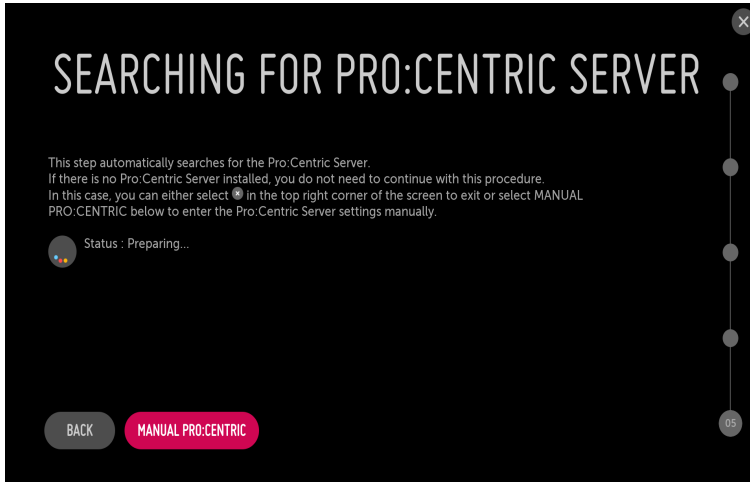 SEARCHING FOR PRO:CENTRIC SERVER
This step automatically searches for the Pro:Centric Server.
If there is no Pro:Centric Server installed, you do not need to continue with this procedure.
In this case, you can either select in the top right corner of the screen to exit or select MANUAL
PRO:CENTRIC below to enter the Pro:Centric Server settings manually.
Status : Preparing...
BACK
MANUAL PRO:CENTRIC
05